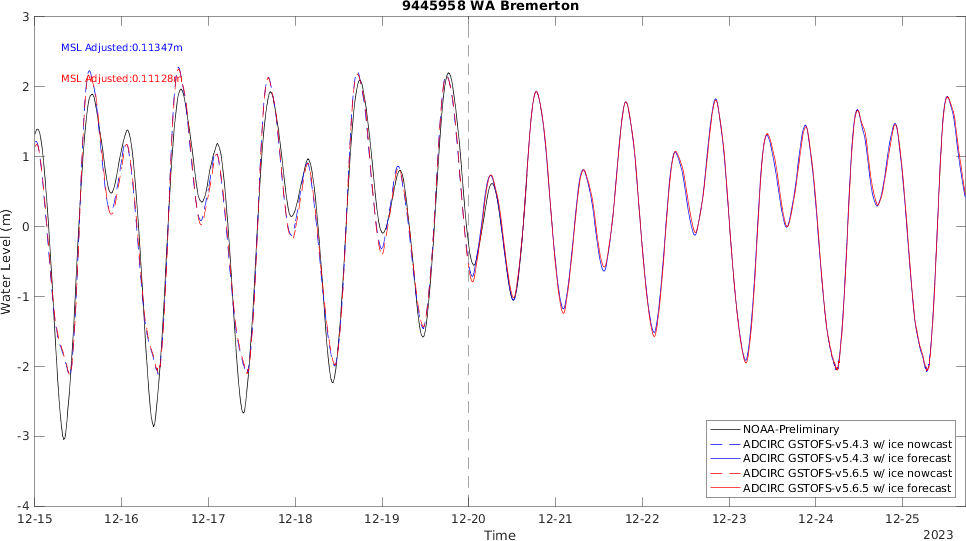 9445958 WA Bremerton
MSL Adjusted:0.11347m
MSL Adjusted:0.11128m
Water Level (m)
3
2
1
0
-1
-2
-3
-4
NOAA-Preliminary
ADCIRC GSTOFS-v5.4.3 w/ ice nowcast
ADCIRC GSTOFS-v5.4.3 w/ ice forecast
ADCIRC GSTOFS-v5.6.5 w/ ice nowcast
ADCIRC GSTOFS-v5.6.5 w/ ice forecast
12-15 12-16 12-17 12-18 12-19 12-20 12-21 12-22 12-23 12-24 12-25
Time
2023